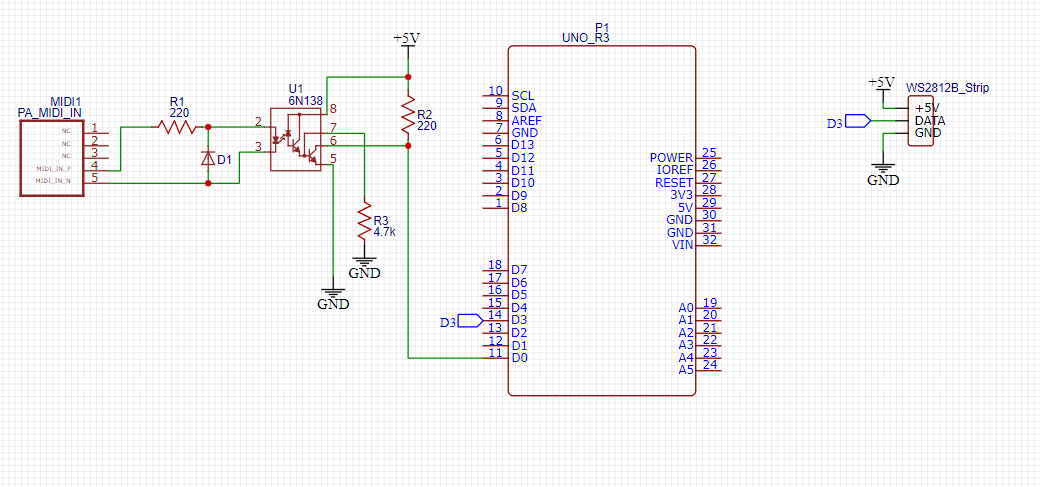 MIDI1
PA_MIDI_IN
NC 1
NC 2
NC 3
MIDI_IN_P 4
MIDI_IN_N 5
R1
220
D1
U1
6N138
2
3
8
7
6
5
+5V
R2
220
R3
4.7k
GND
GND
P1
UNO_R3
10 SCL
9 SDA
8 AREF
7 GND
6 D13
5 D12
4 D11
3 D10
2 D9
1 D8
18 D7
17 D6
16 D5
15 D4
D3 14 D3
13 D2
12 D1
11 D0
POWER 25
IOREF 26
RESET 27
3V3 28
5V 29
GND 30
GND 31
VIN 32
A0 19
A1 20
A2 21
A3 22
A4 23
A5 24
+5V
WS2812B_Strip
+5V
D3
DATA
GND
GND